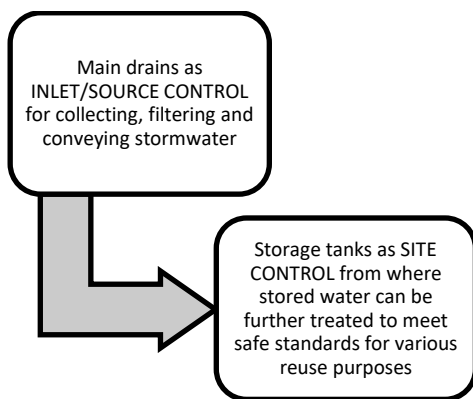 Main drains as
INLET/SOURCE CONTROL
for collecting, filtering and
conveying stormwater
Storage tanks as SITE
CONTROL from where
stored water can be
further treated to meet
safe standards for various
reuse purposes